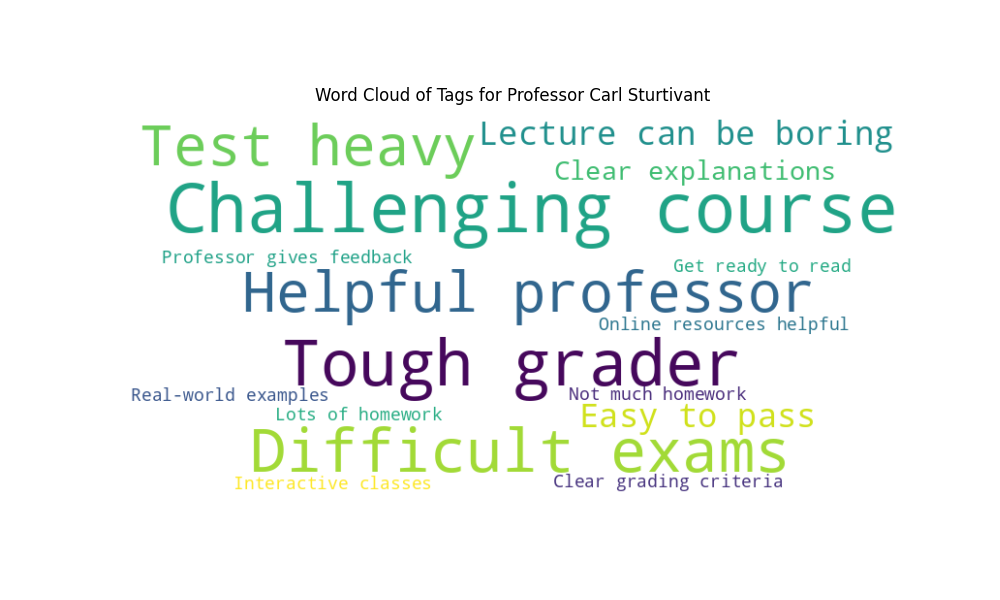 Word Cloud of Tags for Professor Carl Sturtivant
Test heavy
Lecture can be boring
Clear explanations
Challenging course
Professor gives feedback
Get ready to read
Helpful professor
Online resources helpful
Tough grader
Real-world examples
Not much homework
Lots of homework
Easy to pass
Difficult exams
Interactive classes
Clear grading criteria